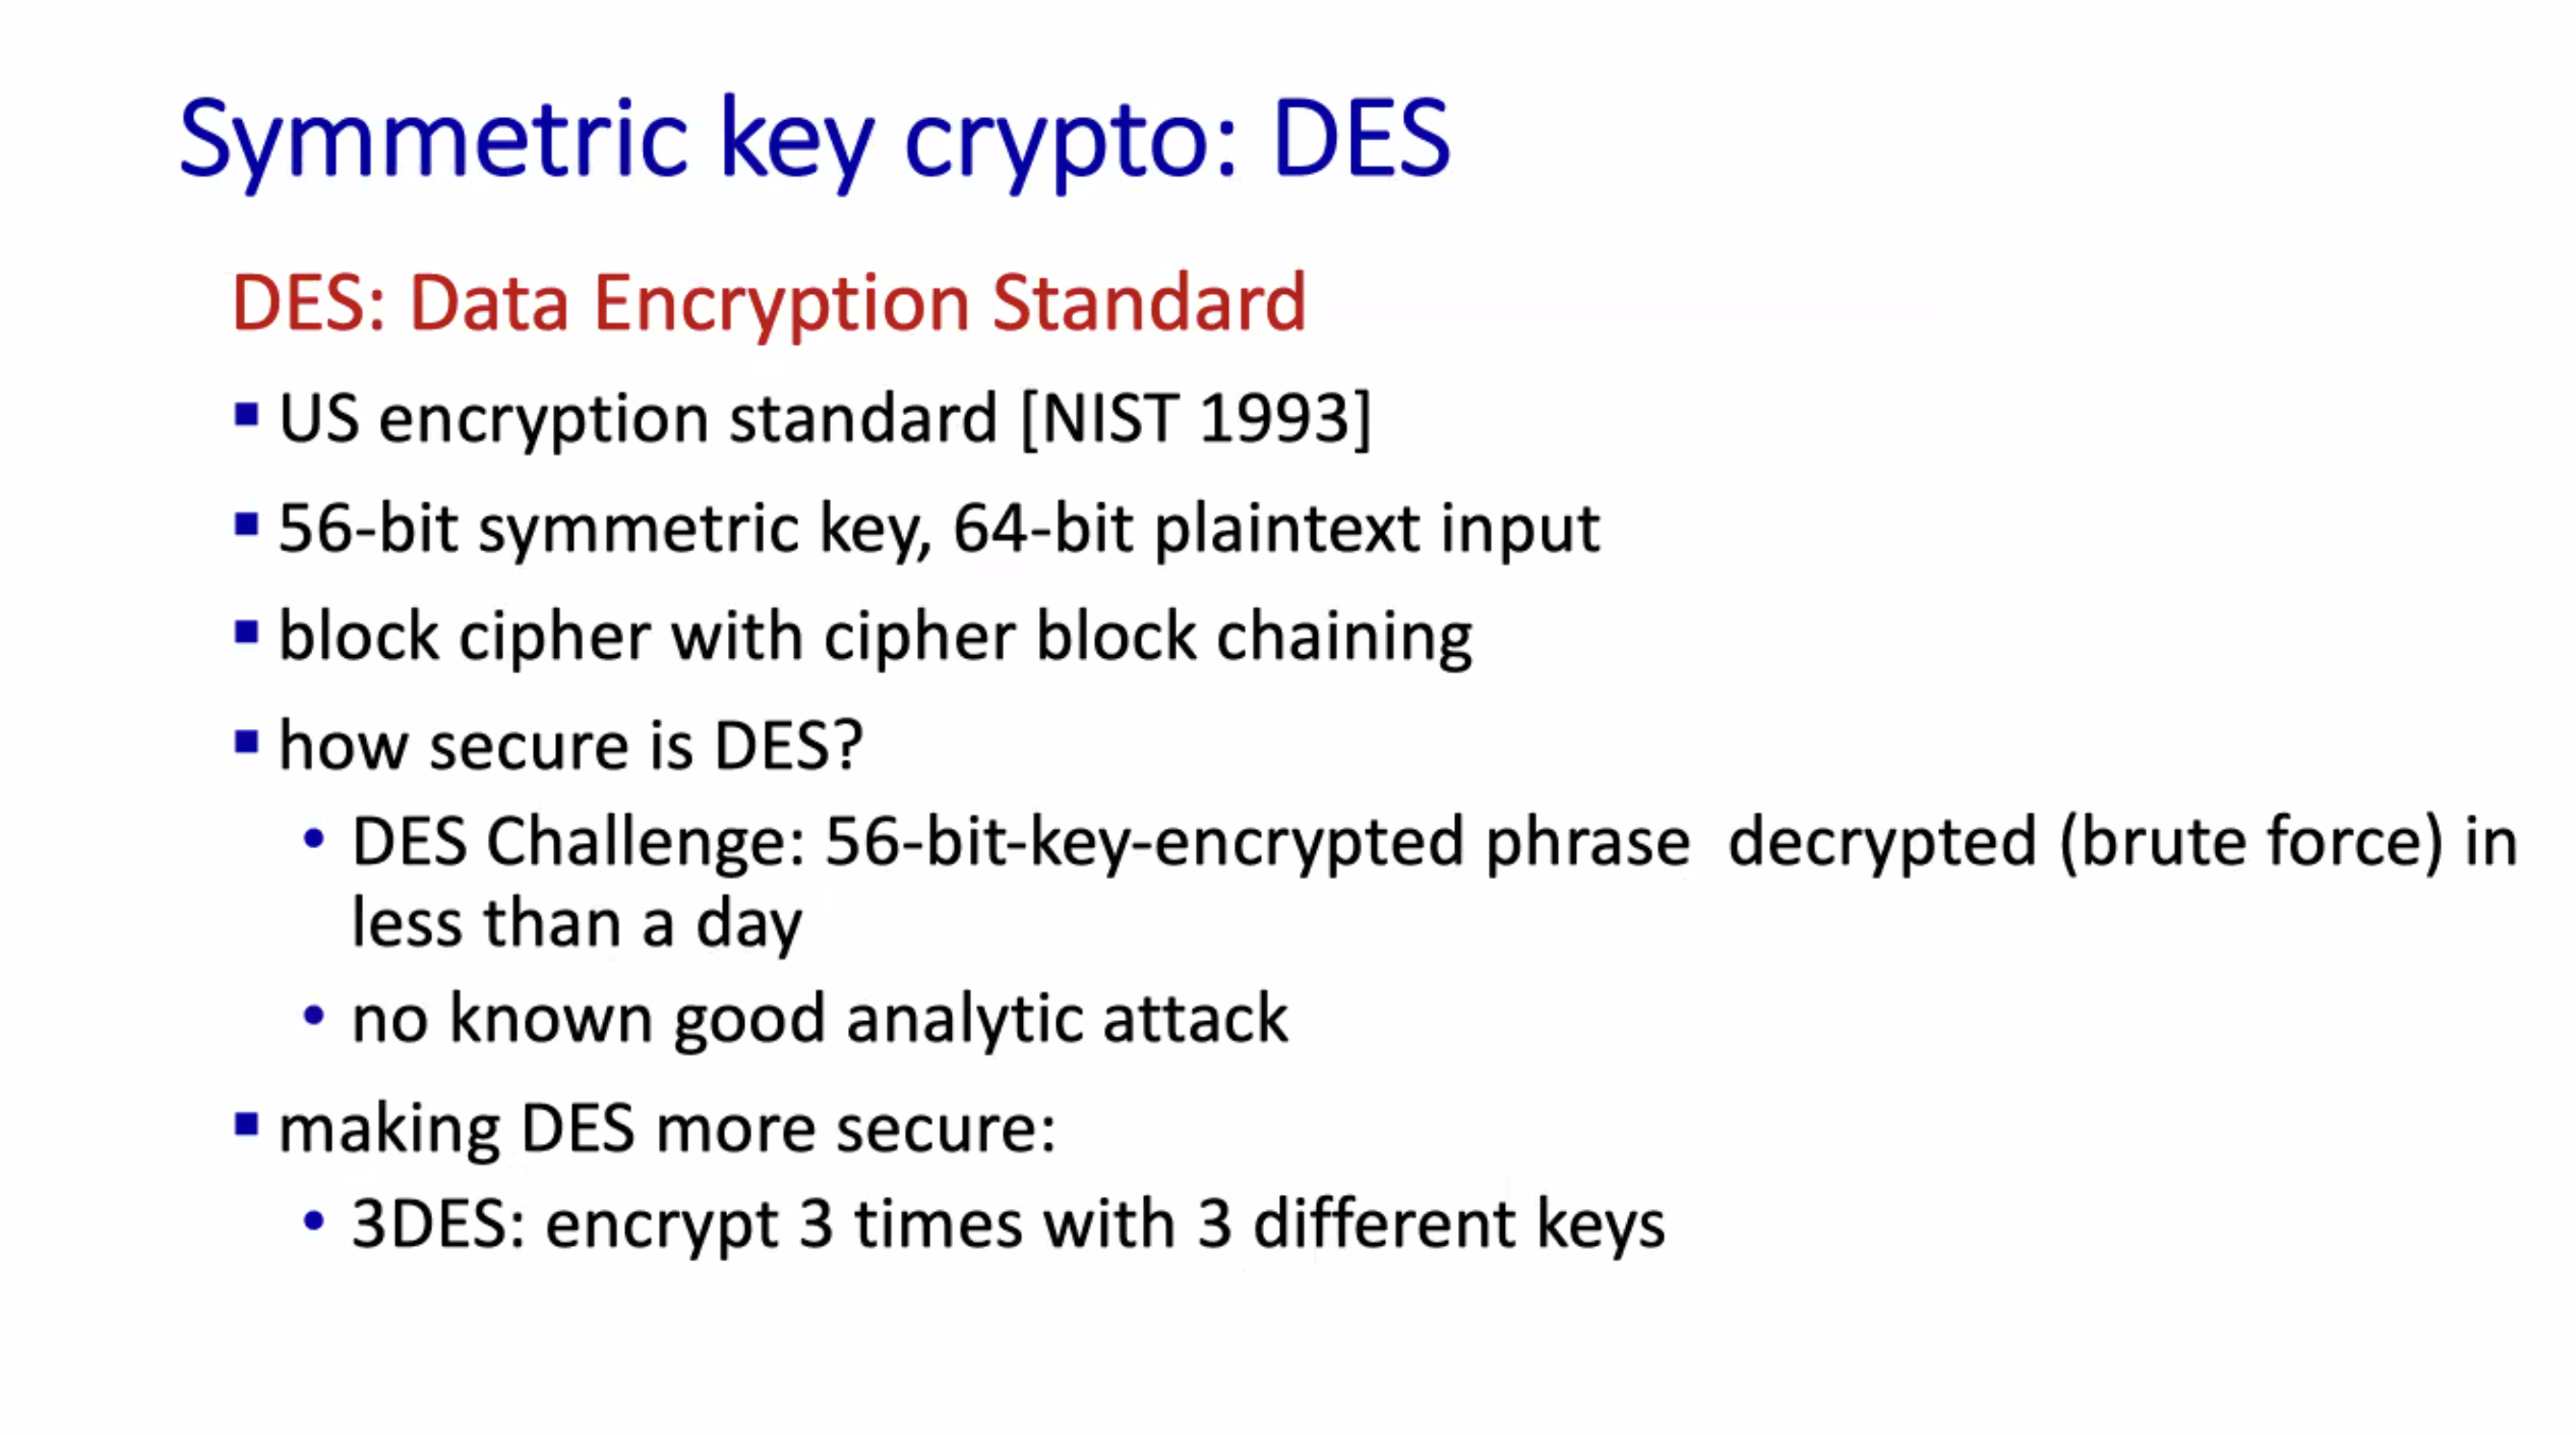 Symmetric key crypto: DES
DES: Data Encryption Standard
▪ US encryption standard [NIST 1993]
▪ 56-bit symmetric key, 64-bit plaintext input
▪ block cipher with cipher block chaining
▪ how secure is DES?
• DES Challenge: 56-bit-key-encrypted phrase  decrypted (brute force) in
less than a day
• no known good analytic attack
▪ making DES more secure:
• 3DES: encrypt 3 times with 3 different keys